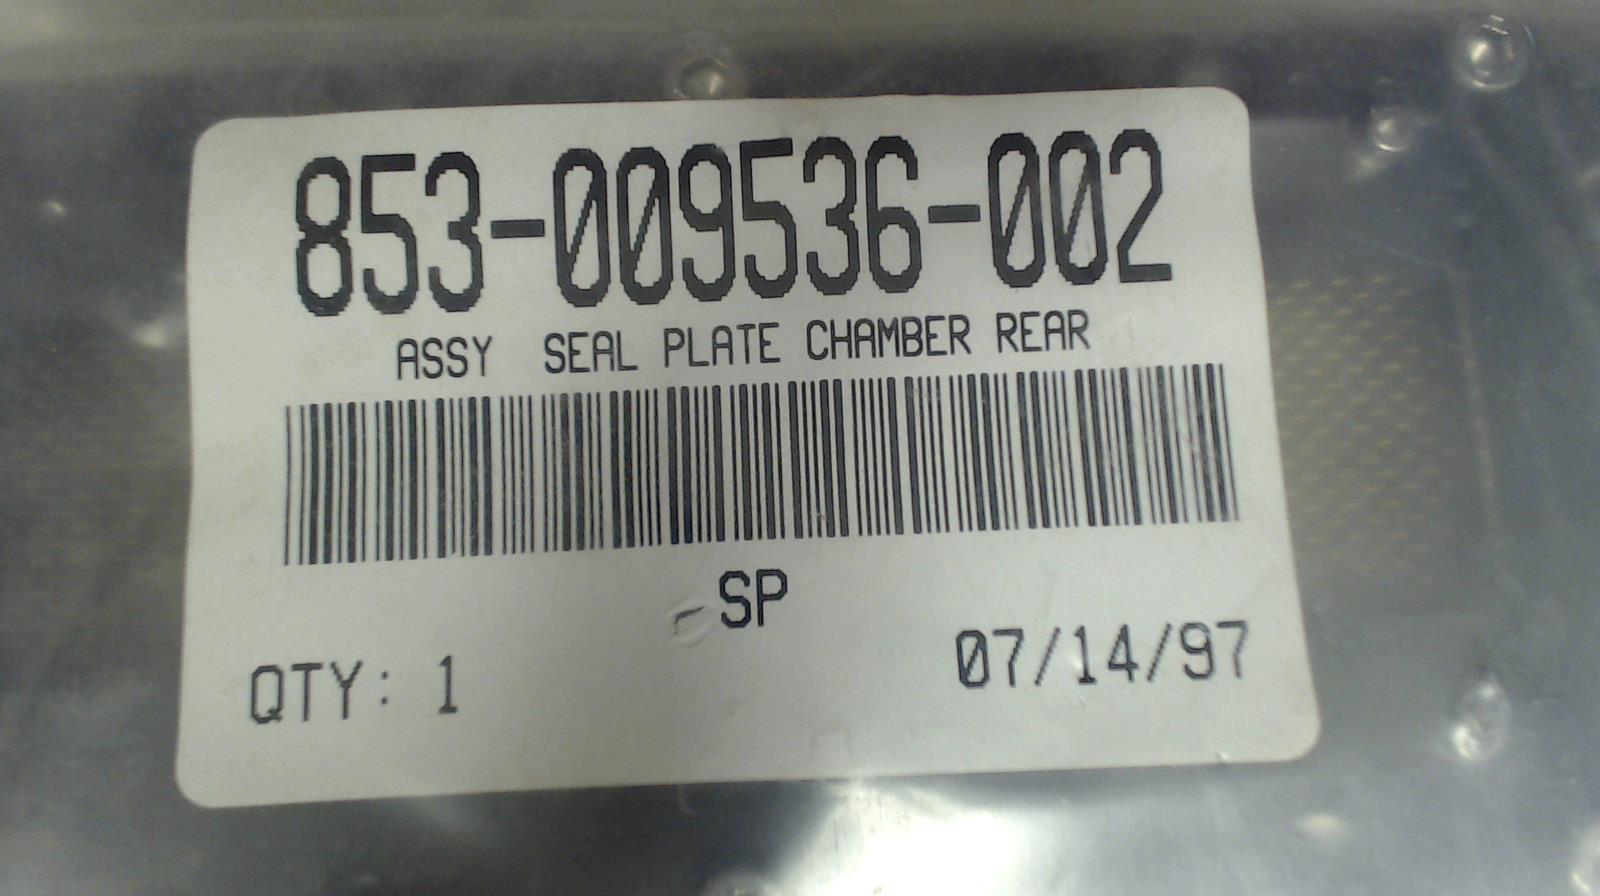 853-009536-002
ASSY  SEAL PLATE CHAMBER REAR
SP
QTY: 1
07/14/97